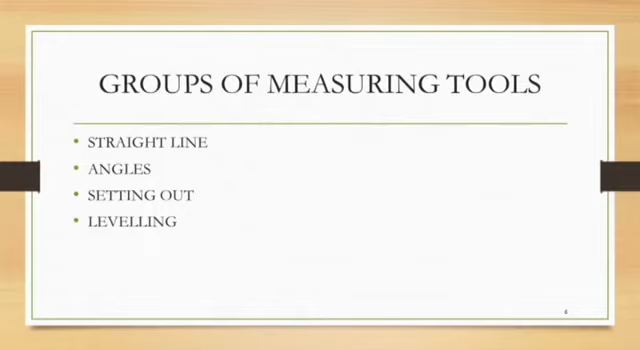 GROUPS OF MEASURING TOOLS
• STRAIGHT LINE
• ANGLES
• SETTING OUT
• LEVELLING